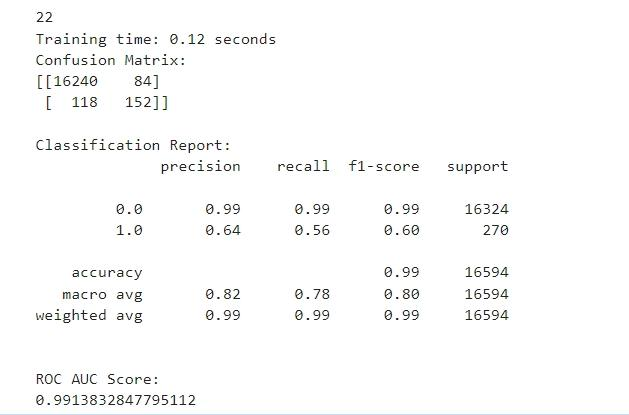 22
Training time: 0.12 seconds
Confusion Matrix:
[[16240    84]
 [  118   152]]
Classification Report:
              precision    recall  f1-score   support
         0.0       0.99      0.99      0.99     16324
         1.0       0.64      0.56      0.60       270
    accuracy                           0.99     16594
   macro avg       0.82      0.78      0.80     16594
weighted avg       0.99      0.99      0.99     16594
ROC AUC Score:
0.9913832847795112